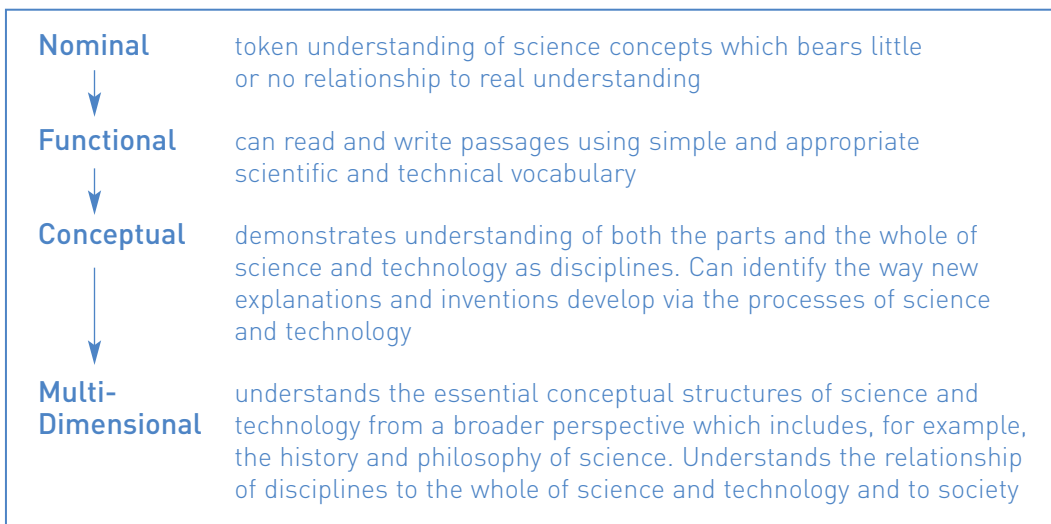 Nominal token understanding of science concepts which bears little
or no relationship to real understanding
Functional can read and write passages using simple and appropriate
scientific and technical vocabulary
Conceptual demonstrates understanding of both the parts and the whole of
science and technology as disciplines. Can identify the way new
explanations and inventions develop via the processes of science
and technology
Multi- understands the essential conceptual structures of science and
Dimensional technology from a broader perspective which includes, for example,
the history and philosophy of science. Understands the relationship
of disciplines to the whole of science and technology and to society